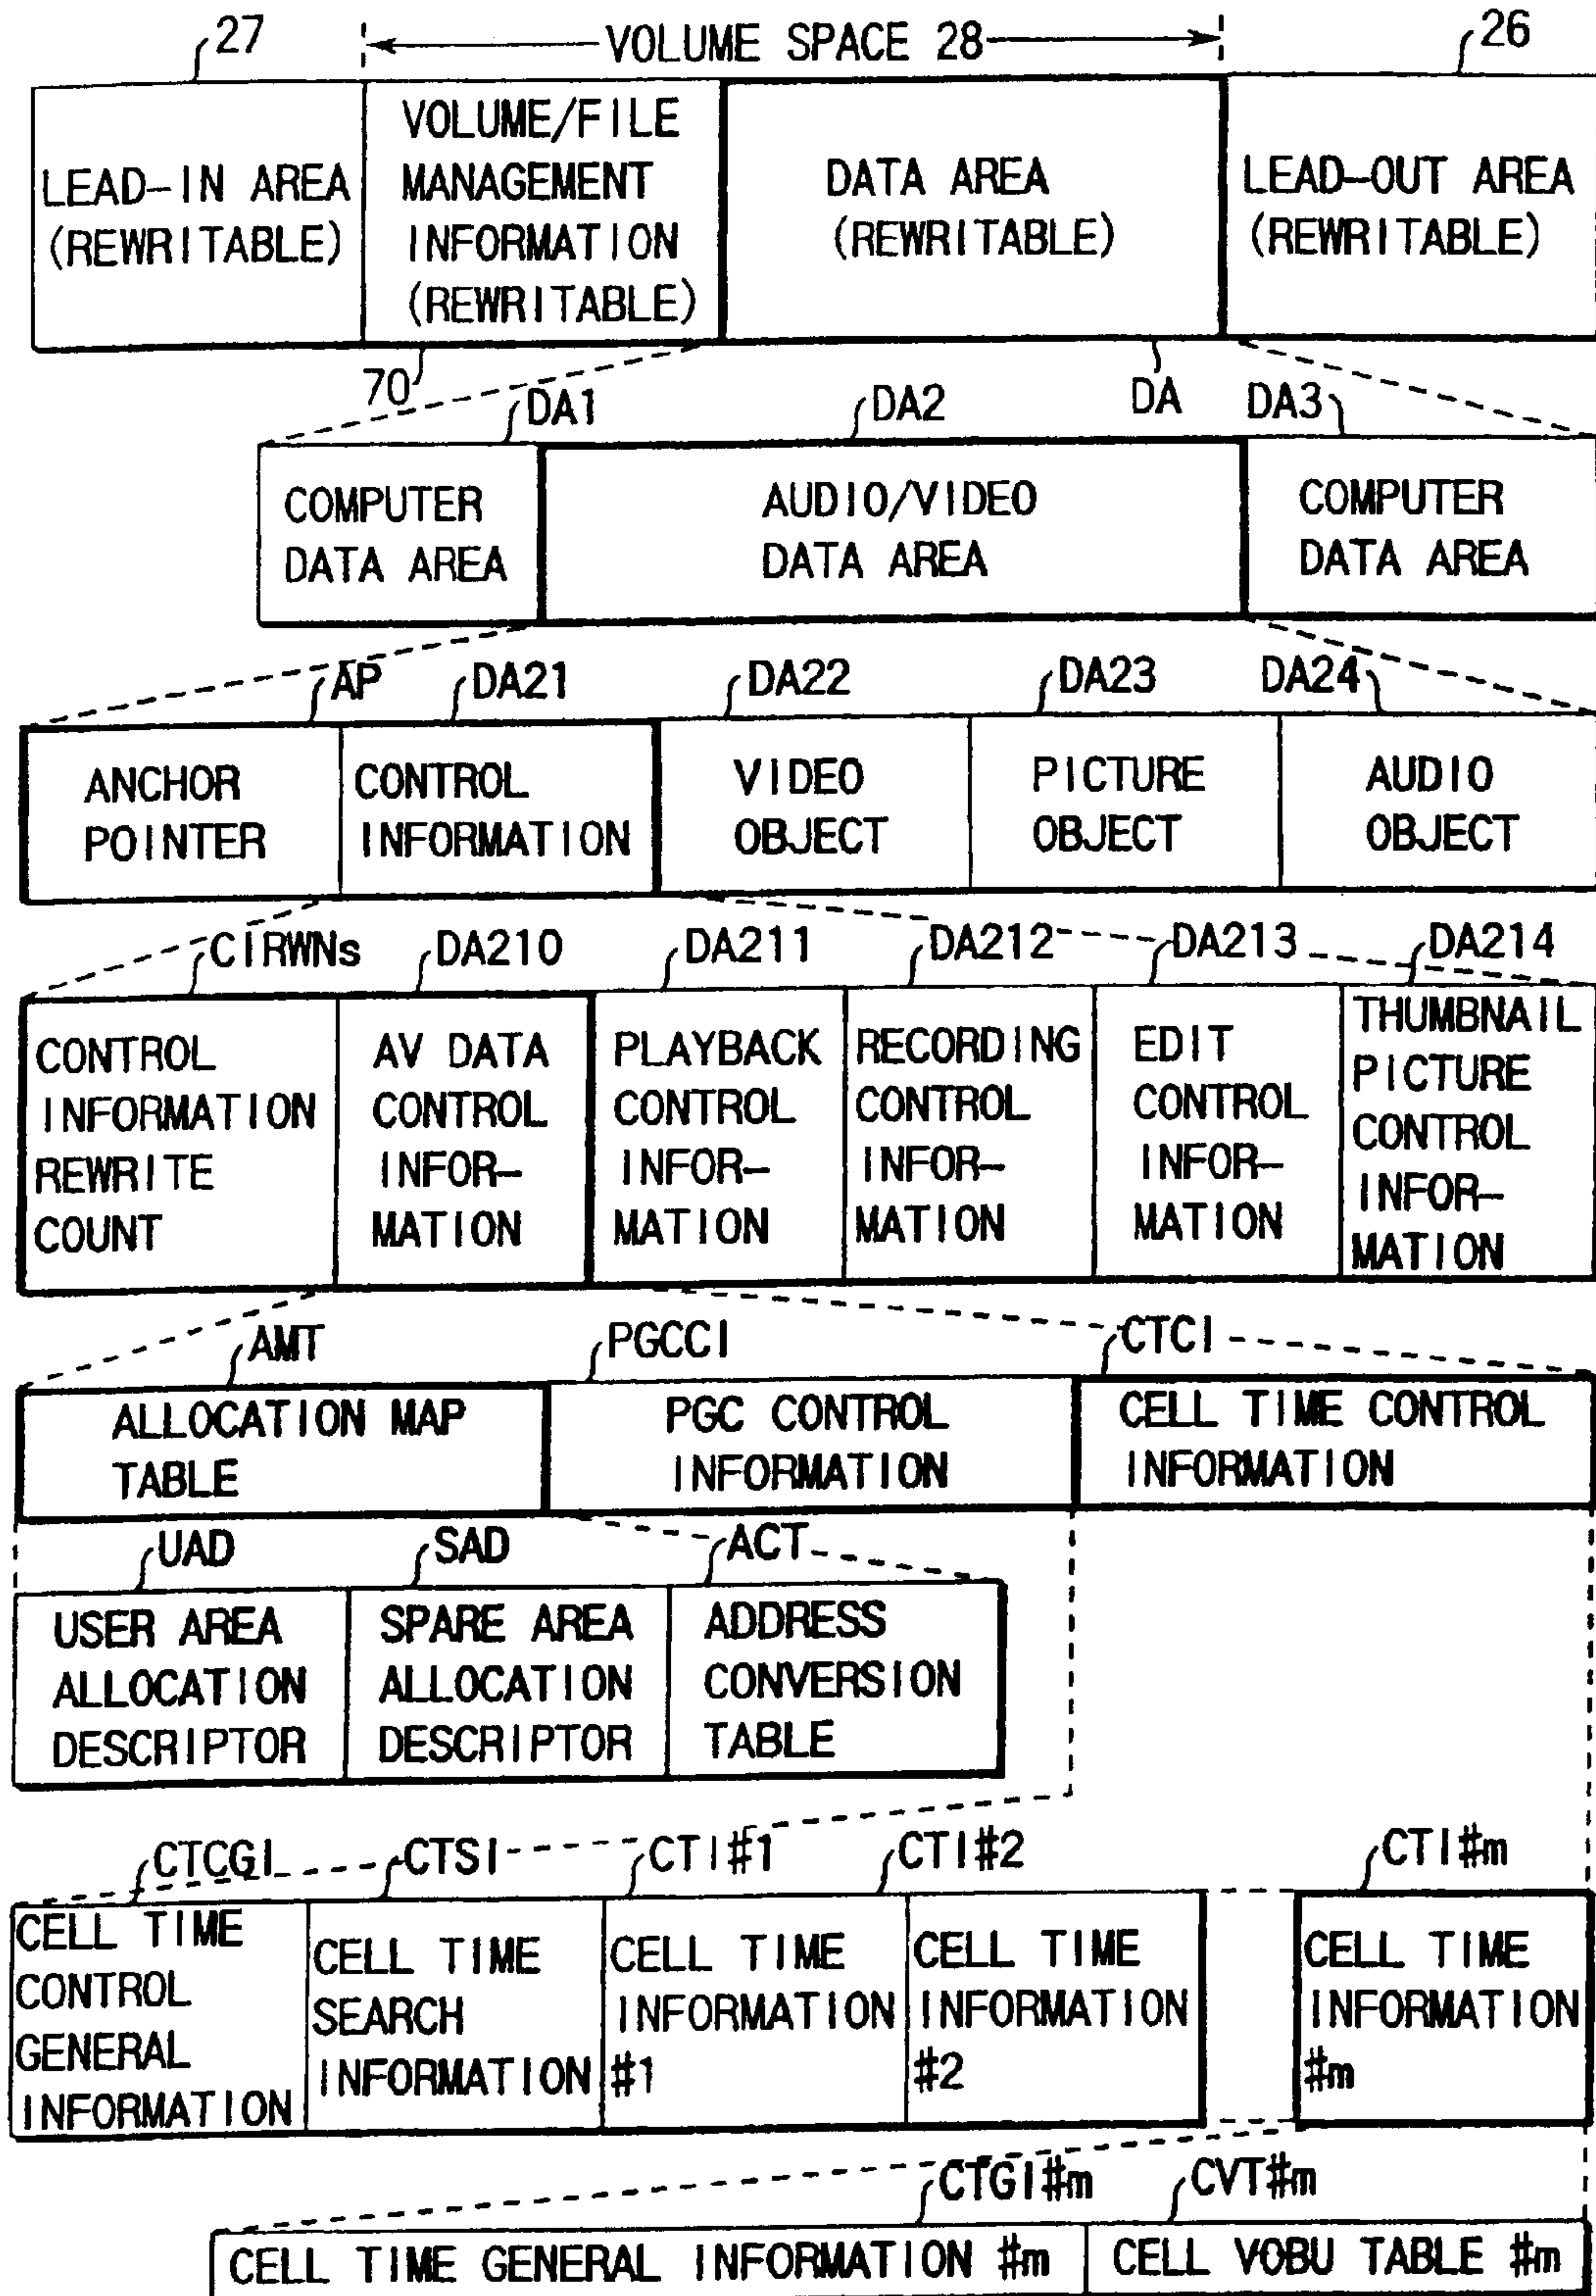 27
VOLUME SPACE 28
26
LEAD-IN AREA
(REWRITABLE)
VOLUME/FILE
MANAGEMENT
INFORMATION
(REWRITABLE)
DATA AREA
(REWRITABLE)
LEAD-OUT AREA
(REWRITABLE)
70
DA
DA1
DA2
DA3
COMPUTER
DATA AREA
AUDIO/VIDEO
DATA AREA
COMPUTER
DATA AREA
AP
DA21
DA22
DA23
DA24
ANCHOR
POINTER
CONTROL
INFORMATION
VIDEO
OBJECT
PICTURE
OBJECT
AUDIO
OBJECT
CIRWNs
DA210
DA211
DA212
DA213
DA214
CONTROL
INFORMATION
REWRITE
COUNT
AV DATA
CONTROL
INFOR-
MATION
PLAYBACK
CONTROL
INFOR-
MATION
RECORDING
CONTROL
INFOR-
MATION
EDIT
CONTROL
INFOR-
MATION
THUMBNAIL
PICTURE
CONTROL
INFOR-
MATION
AMT
PGCCI
CTCI
ALLOCATION MAP
TABLE
PGC CONTROL
INFORMATION
CELL TIME CONTROL
INFORMATION
UAD
SAD
ACT
USER AREA
ALLOCATION
DESCRIPTOR
SPARE AREA
ALLOCATION
DESCRIPTOR
ADDRESS
CONVERSION
TABLE
CTCGI
CTSI
CTI#1
CTI#2
CTI#m
CELL TIME
CONTROL
GENERAL
INFORMATION
CELL TIME
SEARCH
INFORMATION
CELL TIME
INFORMATION
#1
CELL TIME
INFORMATION
#2
CELL TIME
INFORMATION
#m
CTGI#m
CVT#m
CELL TIME GENERAL INFORMATION #m
CELL VOBU TABLE #m